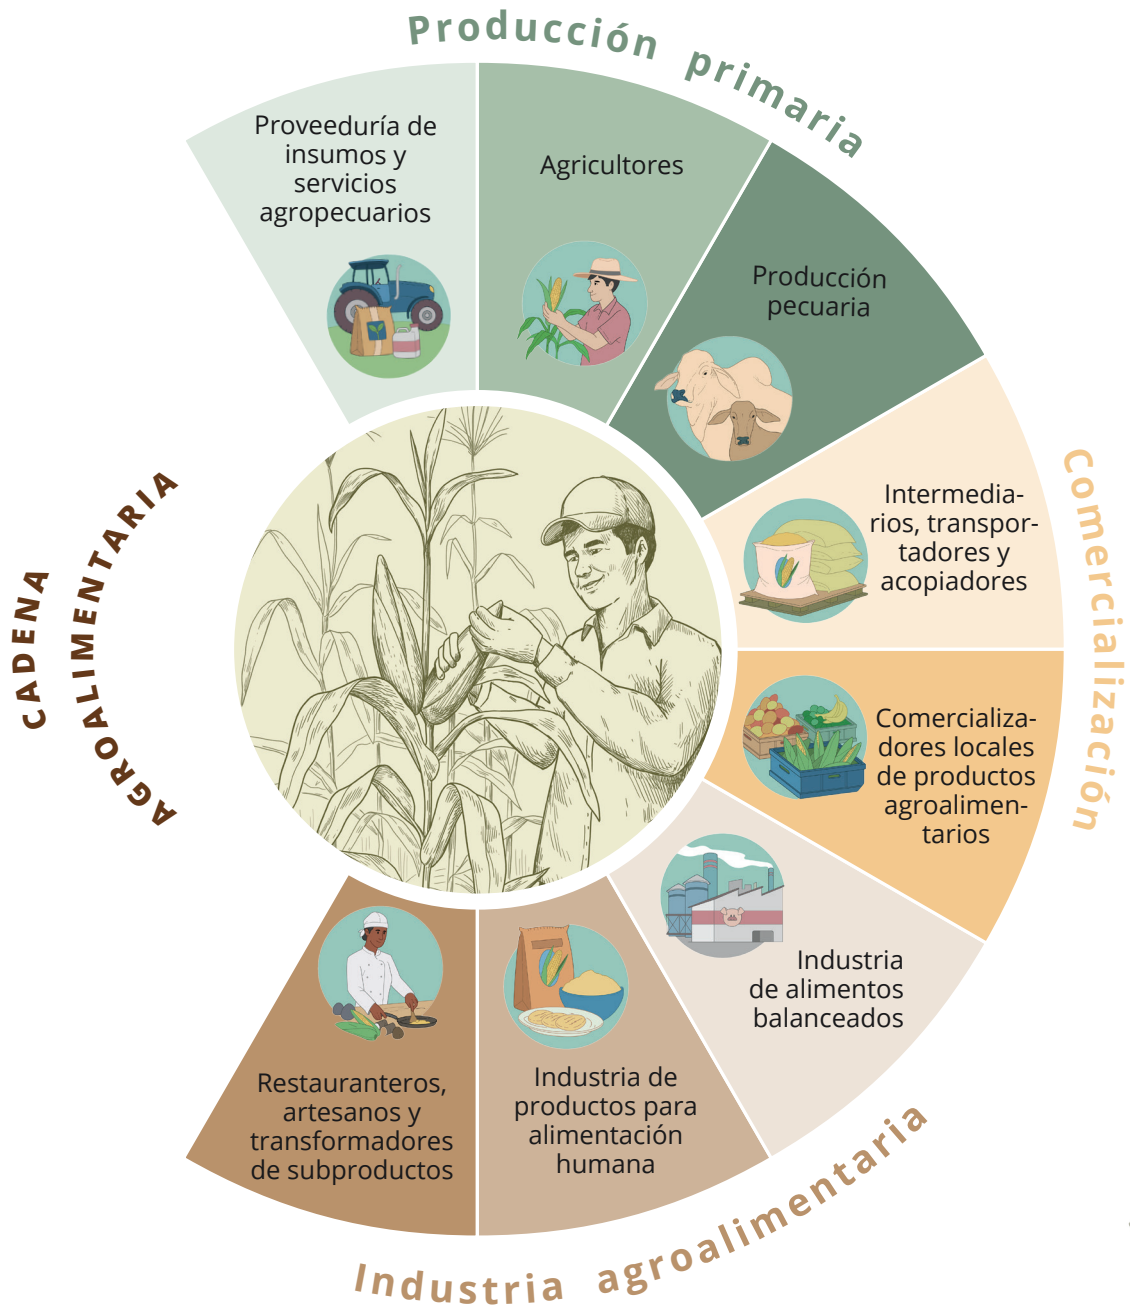 Producción primaria
Proveeduría de
insumos y
servicios
agropecuarios
Agricultores
Producción
pecuaria
CADENA
AGROALIMENTARIA
Comercialización
Intermedia-
rios, transpor-
tadores y
acopiadores
Comercializa-
dores locales
de productos
agroalimen-
tarios
Industria
de alimentos
balanceados
Industria de
productos para
alimentación
humana
Restauranteros,
artesanos y
transformadores
de subproductos
Industria agroalimentaria